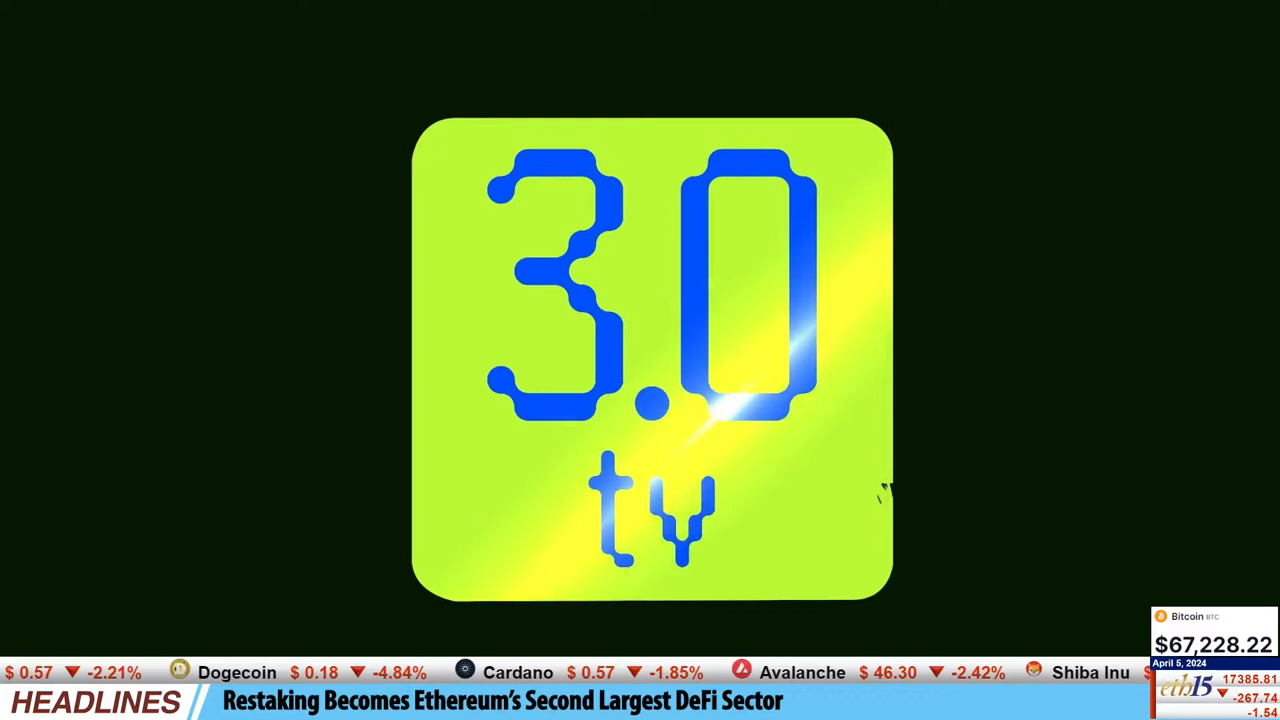 3.0
tv
Bitcoin BTC
$67,228.22
April 5, 2024
$ 0.57 -2.21% Dogecoin $ 0.18 -4.84% Cardano $ 0.57 -1.85% Avalanche $ 46.30 -2.42% Shiba Inu $
eth15 17385.81
-267.74
-1.54
HEADLINES Restaking Becomes Ethereum's Second Largest DeFi Sector